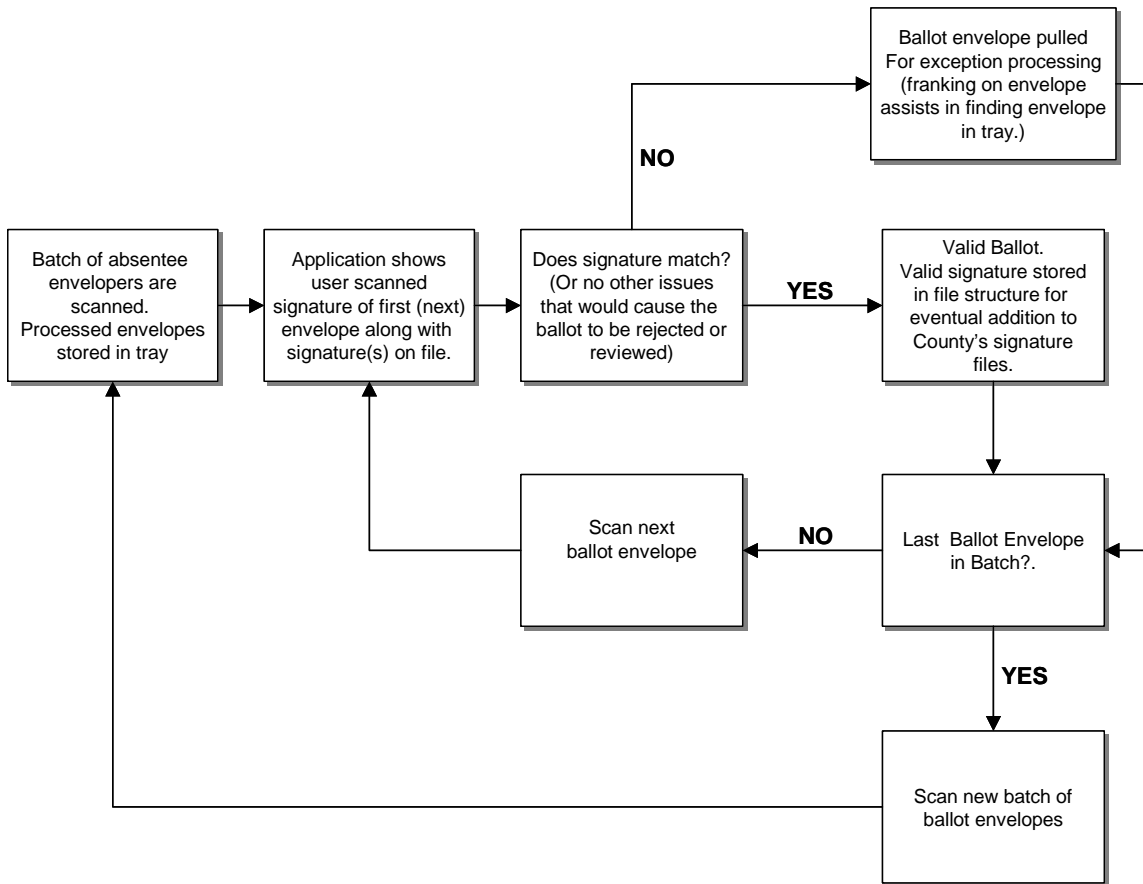 Ballot envelope pulled
For exception processing
(franking on envelope
assists in finding envelope
in tray.)
NO
Batch of absentee
envelopers are
scanned.
Processed envelopes
stored in tray
Application shows
user scanned
signature of first (next)
envelope along with
signature(s) on file.
Does signature match?
(Or no other issues
that would cause the
ballot to be rejected or
reviewed)
YES
Valid Ballot.
Valid signature stored
in file structure for
eventual addition to
County's signature
files.
Scan next
ballot envelope
NO
Last  Ballot Envelope
in Batch?.
YES
Scan new batch of
ballot envelopes